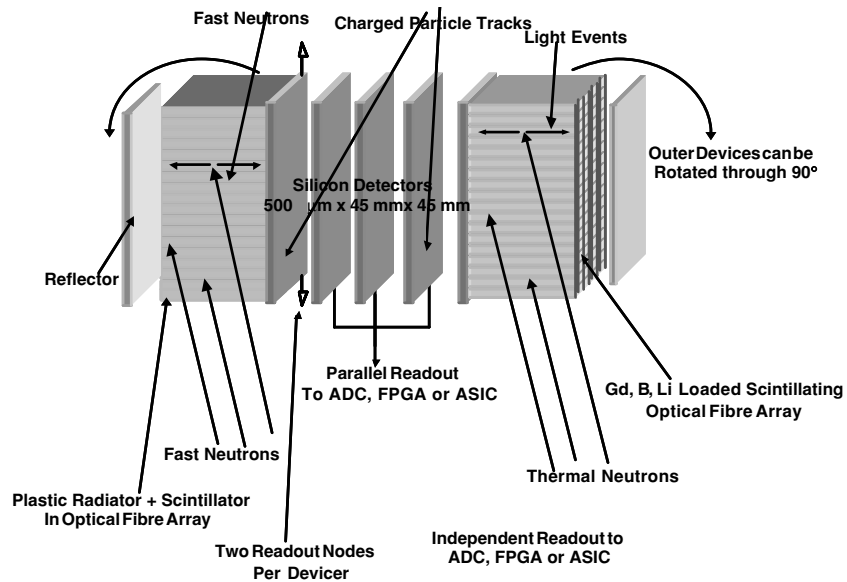 Fast Neutrons
Charged Particle Tracks
Light Events
Outer Devices can be
Rotated through 90°
Silicon Detectors
500 µm x 45 mm x 45 mm
Reflector
Parallel Readout
To ADC, FPGA or ASIC
Gd, B, Li Loaded Scintillating
Optical Fibre Array
Fast Neutrons
Thermal Neutrons
Plastic Radiator + Scintillator
In Optical Fibre Array
Two Readout Nodes
Per Devicer
Independent Readout to
ADC, FPGA or ASIC